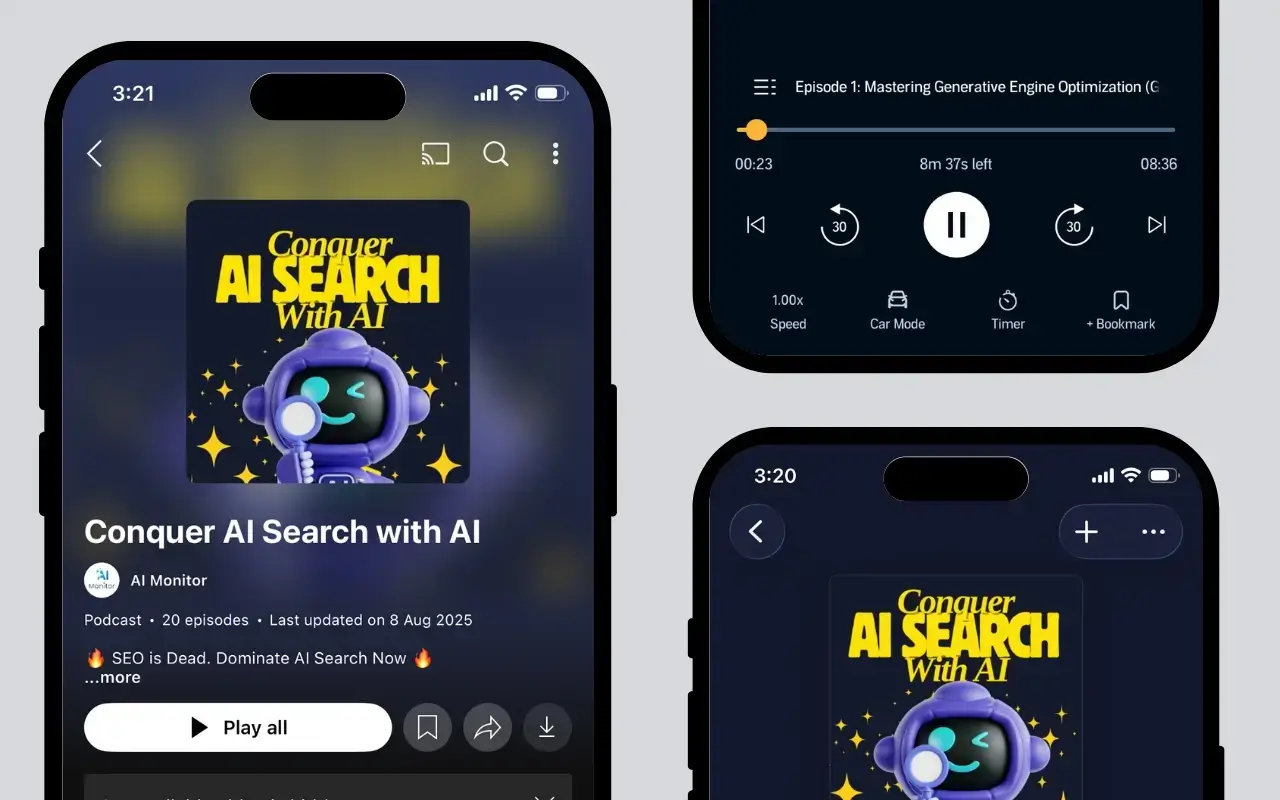 3:21
Conquer
AI SEARCH
With AI
Conquer AI Search with AI
AI Monitor
AI Monitor
Podcast • 20 episodes • Last updated on 8 Aug 2025
🔥 SEO is Dead. Dominate AI Search Now 🔥
...more
Play all
Episode 1: Mastering Generative Engine Optimization (G
00:23
8m 37s left
08:36
30
30
1.00x
Speed
Car Mode
Timer
+ Bookmark
3:20
Conquer
AI SEARCH
With AI